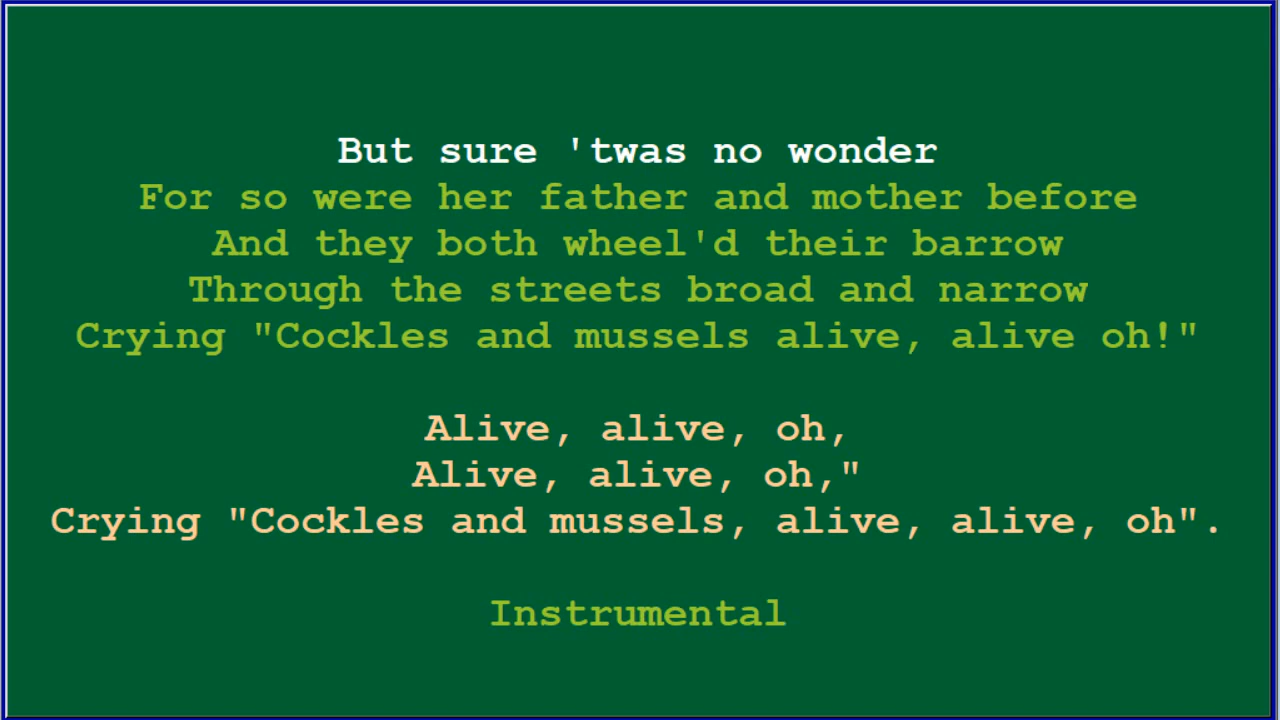 But sure 'twas no wonder
For so were her father and mother before
And they both wheel'd their barrow
Through the streets broad and narrow
Crying "Cockles and mussels alive, alive oh!"
Alive, alive, oh,
Alive, alive, oh,"
Crying "Cockles and mussels, alive, alive, oh".
Instrumental